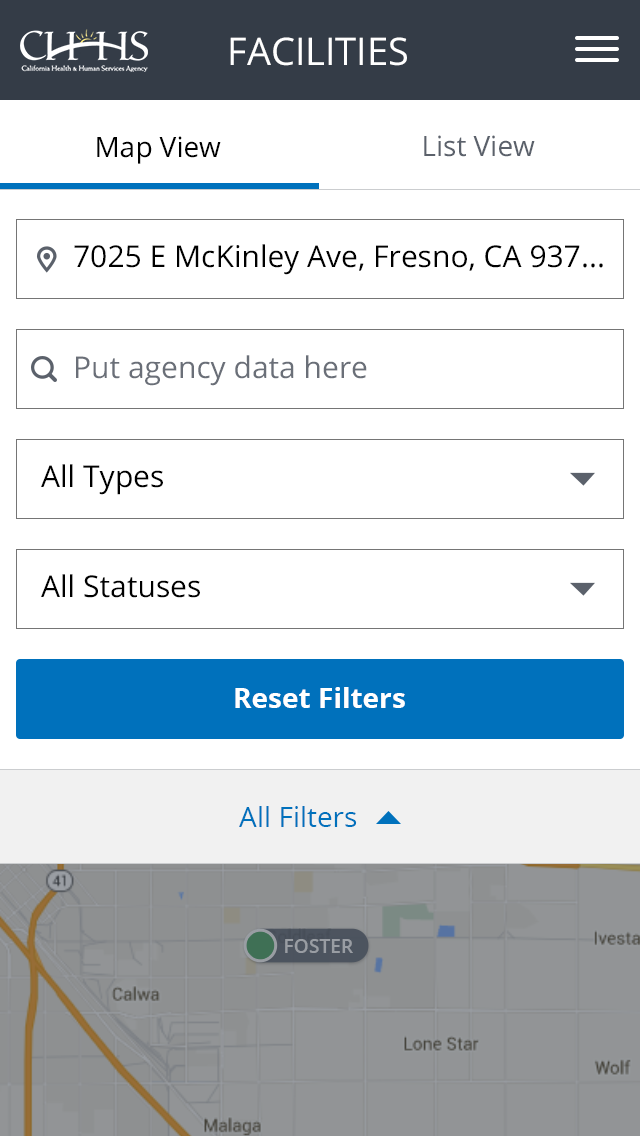 CHHS
California Health & Human Services Agency
FACILITIES
Map View
List View
7025 E McKinley Ave, Fresno, CA 937...
Put agency data here
All Types
All Statuses
Reset Filters
All Filters
41
FOSTER
Ivesta
Calwa
Lone Star
Wolf
Malaga